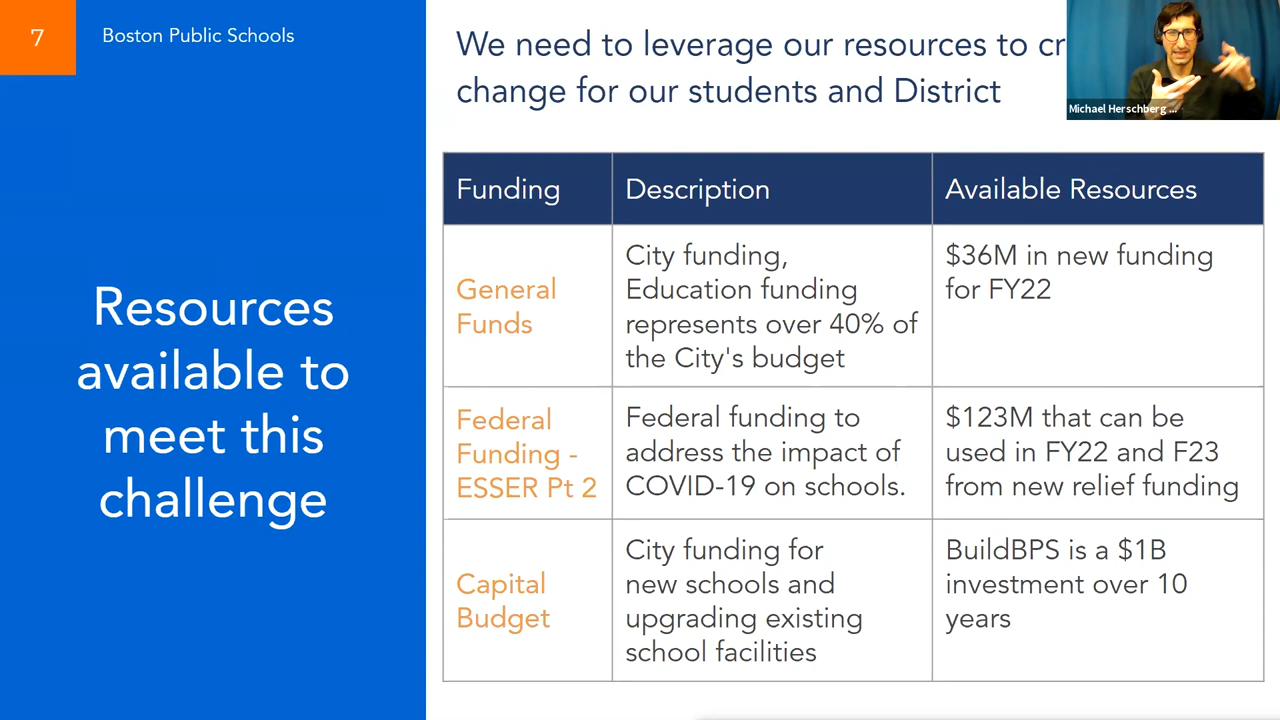 7
Boston Public Schools
Resources
available to
meet this
challenge
We need to leverage our resources to
change for our students and District
Michael Herschberg ...
Funding
Description
Available Resources
General
Funds
City funding,
Education funding
represents over 40% of
the City's budget
$36M in new funding
for FY22
Federal
Funding -
ESSER Pt 2
Federal funding to
address the impact of
COVID-19 on schools.
$123M that can be
used in FY22 and F23
from new relief funding
Capital
Budget
City funding for
new schools and
upgrading existing
school facilities
BuildBPS is a $1B
investment over 10
years